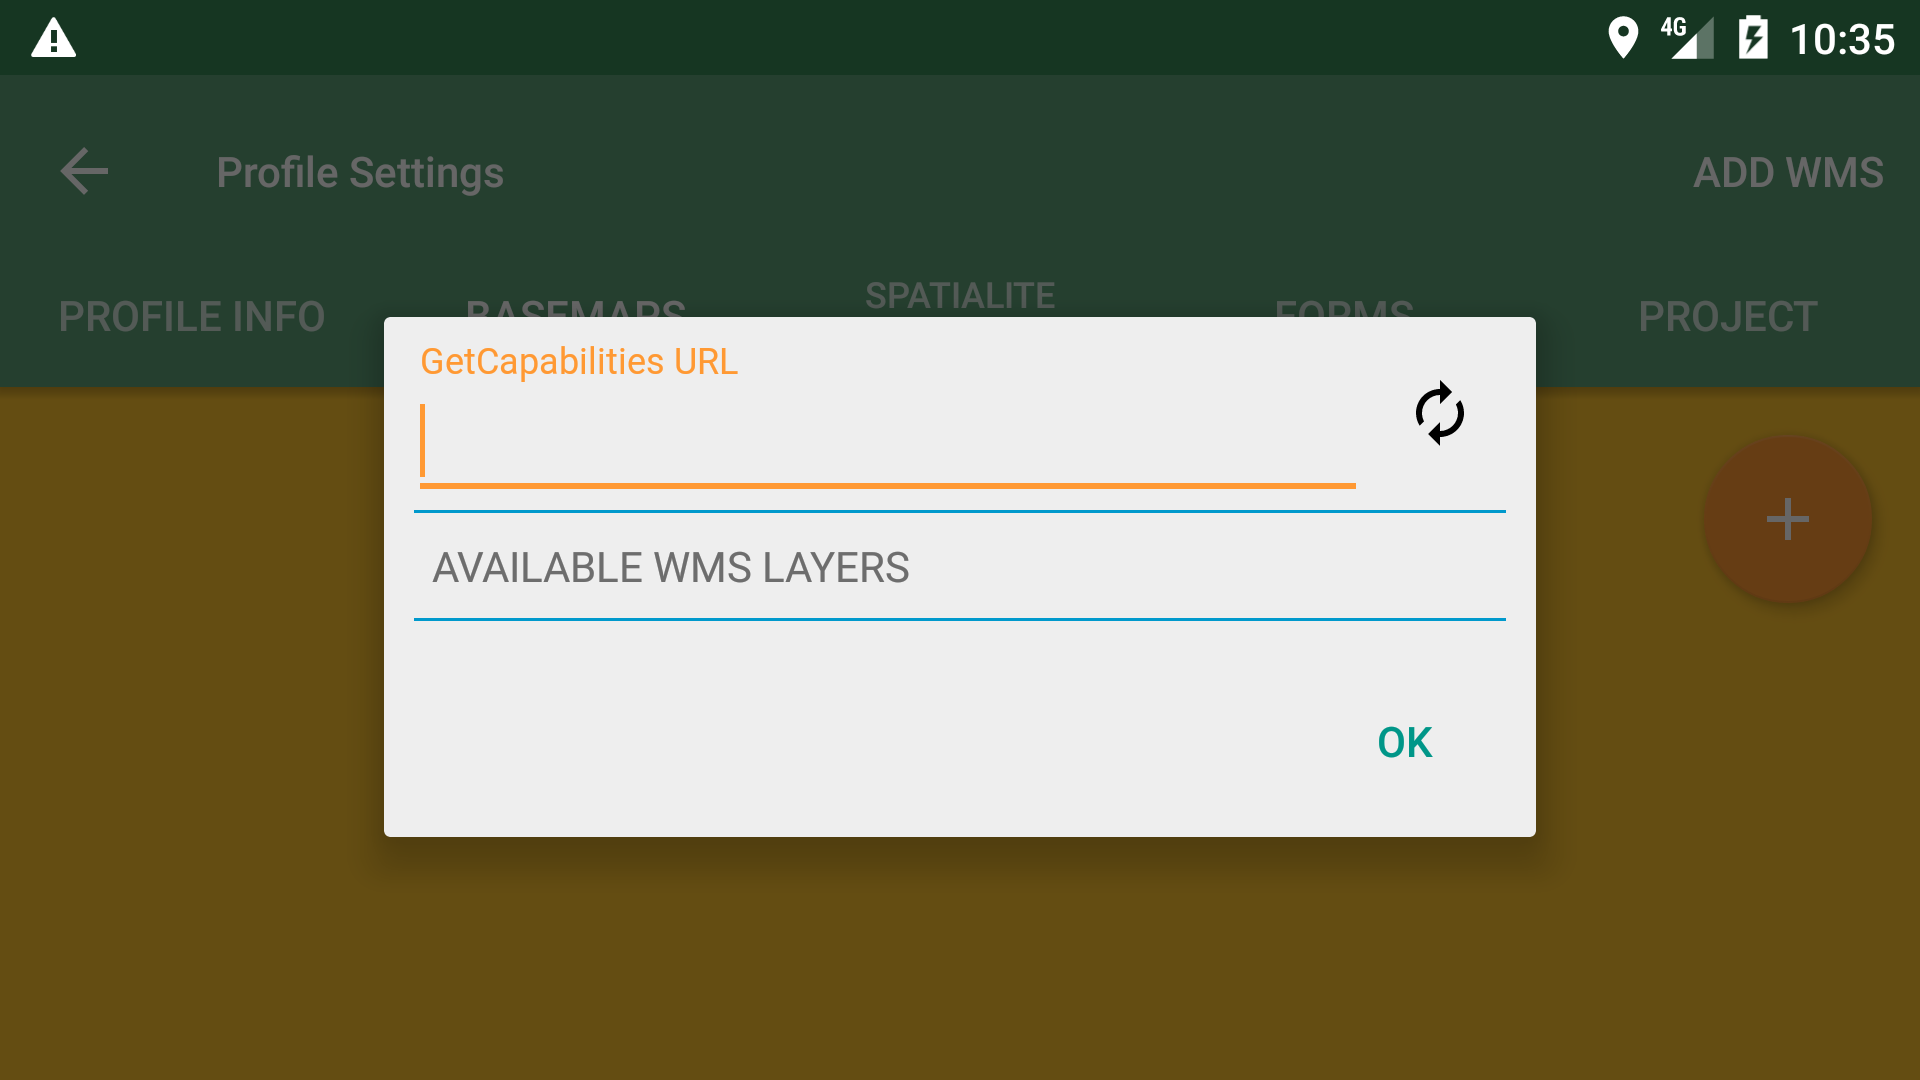 4G 10:35
Profile Settings ADD WMS
PROFILE INFO BASEMAPS SPATIALITE FORMS PROJECT
GetCapabilities URL
AVAILABLE WMS LAYERS
OK